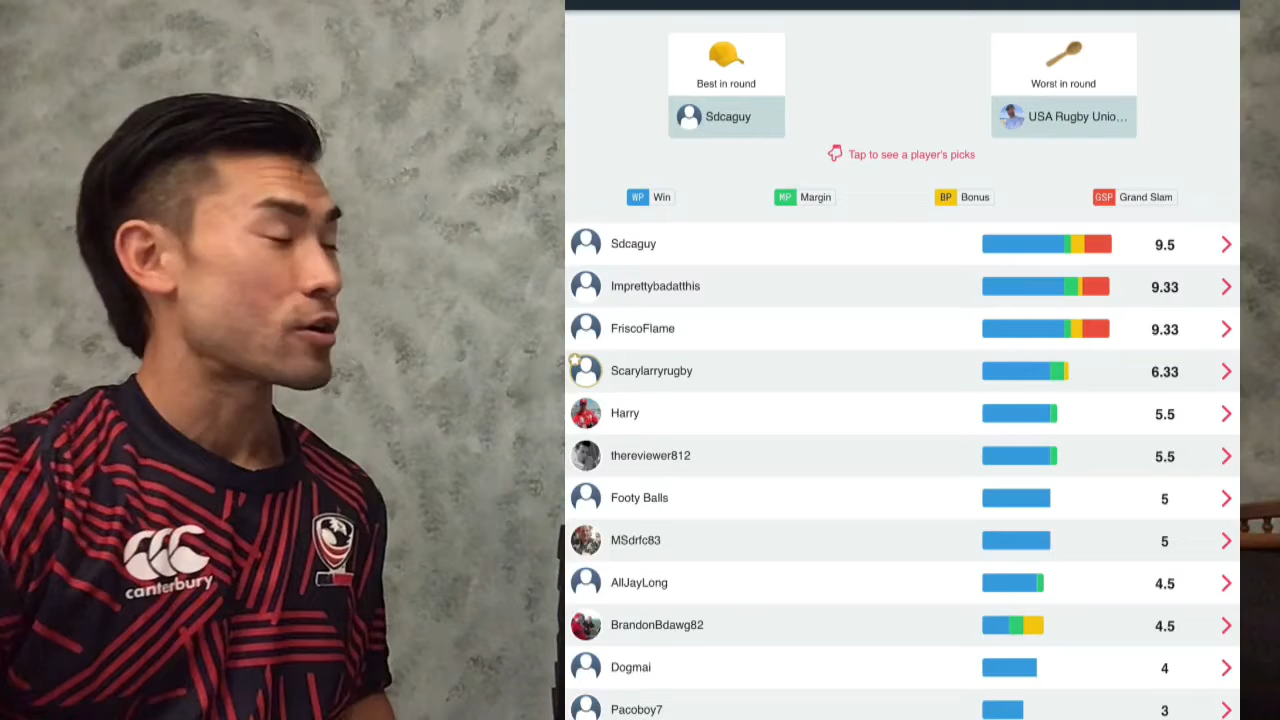 Best in round
Worst in round
Sdcaguy
USA Rugby Unio...
Tap to see a player's picks
WP Win
MP Margin
BP Bonus
GSP Grand Slam
Sdcaguy 9.5
Imprettybadatthis 9.33
FriscoFlame 9.33
Scarylarryrugby 6.33
Harry 5.5
thereviewer812 5.5
Footy Balls 5
MSdrfc83 5
AllJayLong 4.5
BrandonBdawg82 4.5
Dogmai 4
Pacoboy7 3
canterbury